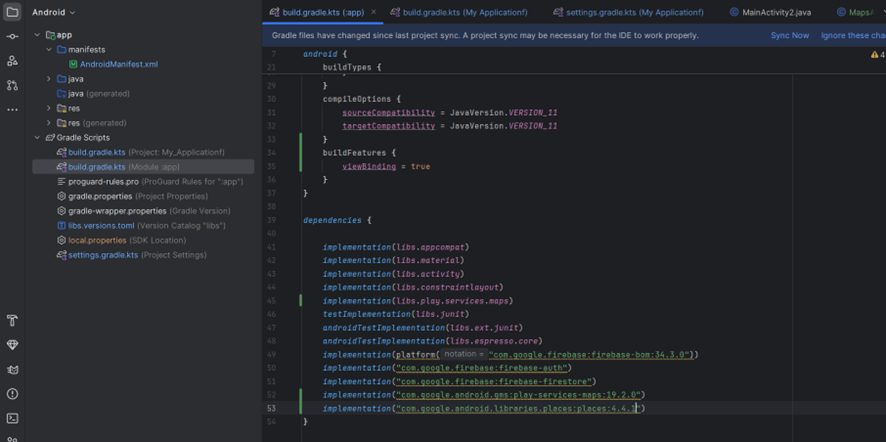 Android
build.gradle.kts (:app)
build.gradle.kts (My Applicationf)
settings.gradle.kts (My Applicationf)
MainActivity2.java
MapsA
app
manifests
AndroidManifest.xml
java
java (generated)
res
res (generated)
Gradle Scripts
build.gradle.kts (Project: My_Applicationf)
build.gradle.kts (Module :app)
proguard-rules.pro (ProGuard Rules for ":app")
gradle.properties (Project Properties)
gradle-wrapper.properties (Gradle Version)
libs.versions.toml (Version Catalog "libs")
local.properties (SDK Location)
settings.gradle.kts (Project Settings)
Gradle files have changed since last project sync. A project sync may be necessary for the IDE to work properly.
Sync Now
Ignore these cha
4
7 android {
21 buildTypes {
29 }
30 compileOptions {
31 sourceCompatibility = JavaVersion.VERSION_11
32 targetCompatibility = JavaVersion.VERSION_11
33 }
34 buildFeatures {
35 viewBinding = true
36 }
37 }
38
39 dependencies {
40
41 implementation(libs.appcompat)
42 implementation(libs.material)
43 implementation(libs.activity)
44 implementation(libs.constraintlayout)
45 implementation(libs.play.services.maps)
46 testImplementation(libs.junit)
47 androidTestImplementation(libs.ext.junit)
48 androidTestImplementation(libs.espresso.core)
49 implementation(platform( notation = "com.google.firebase:firebase-bom:34.3.0"))
50 implementation("com.google.firebase:firebase-auth")
51 implementation("com.google.firebase:firebase-firestore")
52 implementation("com.google.android.gms:play-services-maps:19.2.0")
53 implementation("com.google.android.libraries.places:places:4.4.1")
54 }